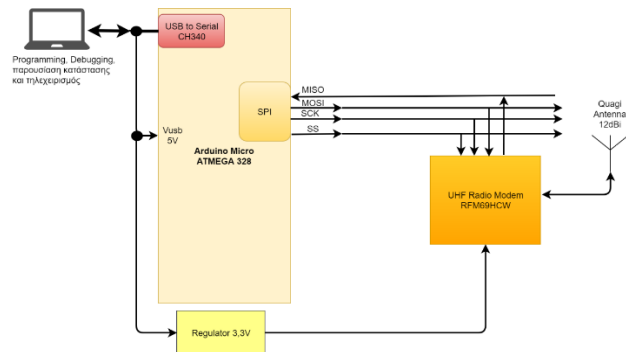 USB to Serial
CH340
Programming, Debugging,
παρουσίαση κατάστασης
και τηλεχειρισμός
MISO
MOSI
SCK
SS
SPI
Quagi
Antenna
12dBi
Vusb
5V
Arduino Micro
ATMEGA 328
UHF Radio Modem
RFM69HCW
Regulator 3,3V